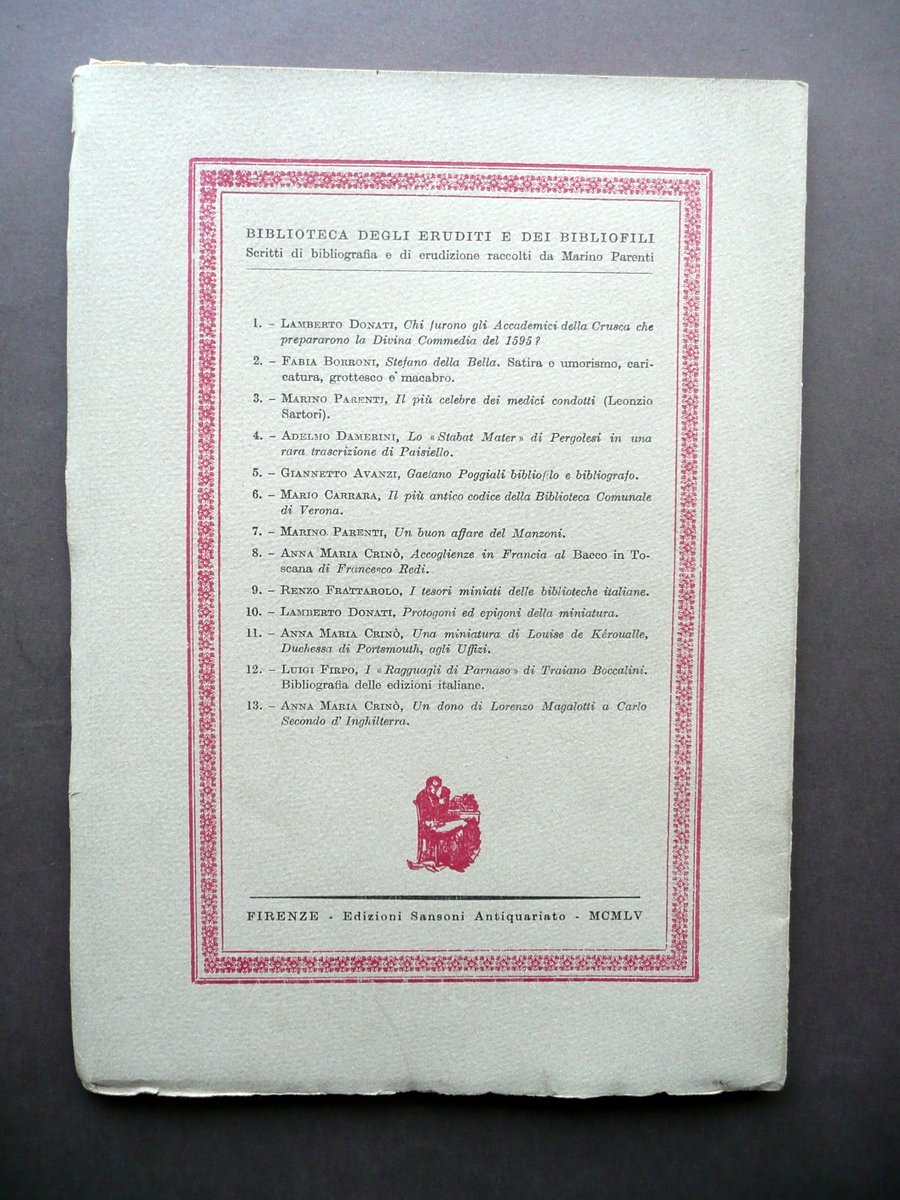 BIBLIOTECA DEGLI ERUDITI E DEI BIBLIOFILI
Scritti di bibliografia e di erudizione raccolti da Marino Parenti
1. – LAMBERTO DONATI, Chi furono gli Accademici della Crusca che
prepararono la Divina Commedia del 1595?
2. – FABIA BORRONI, Stefano della Bella. Satira e umorismo, cari-
catura, grottesco e macabro.
3. – MARINO PARENTI, Il più celebre dei medici condotti (Leonzio
Sartori).
4. – ADELMO DAMERINI, Lo « Stabat Mater » di Pergolesi in una
rara trascrizione di Paisiello.
5. – GIANNETTO AVANZI, Gaetano Poggiali bibliofilo e bibliografo.
6. – MARIO CARRARA, Il più antico codice della Biblioteca Comunale
di Verona.
7. – MARINO PARENTI, Un buon affare del Manzoni.
8. – ANNA MARIA CRINÒ, Accoglienze in Francia al Bacco in To-
scana di Francesco Redi.
9. – RENZO FRATTAROLO, I tesori miniati delle biblioteche italiane.
10. – LAMBERTO DONATI, Protogoni ed epigoni della miniatura.
11. – ANNA MARIA CRINÒ, Una miniatura di Louise de Kéroualle,
Duchessa di Portsmouth, agli Uffizi.
12. – LUIGI FIRPO, I « Ragguagli di Parnaso » di Traiano Boccalini.
Bibliografia delle edizioni italiane.
13. – ANNA MARIA CRINÒ, Un dono di Lorenzo Magalotti a Carlo
Secondo d' Inghilterra.
FIRENZE - Edizioni Sansoni Antiquariato - MCMLV